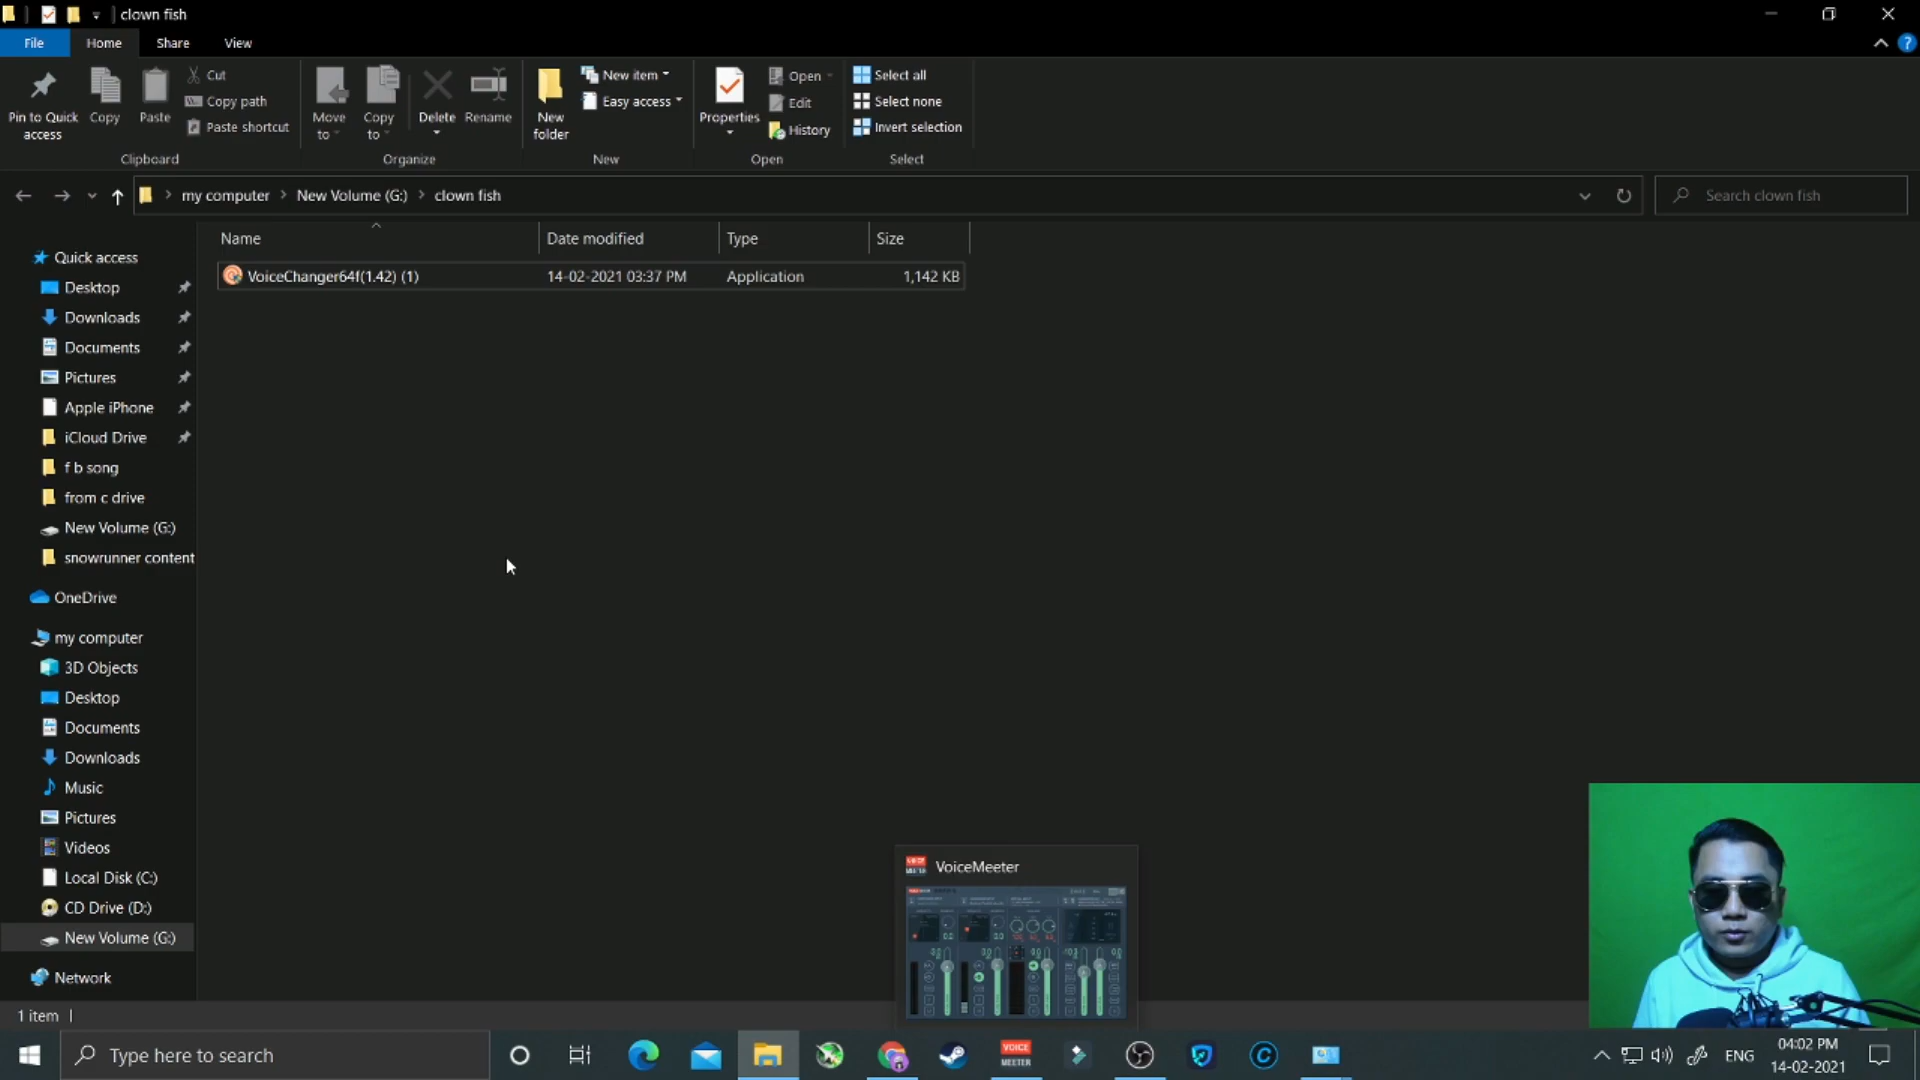 clown fish
File Home Share View
Pin to Quick access
Copy
Paste
Cut
Copy path
Paste shortcut
Clipboard
Move to
Copy to
Delete
Rename
Organize
New folder
New item
Easy access
New
Properties
Open
Edit
History
Open
Select all
Select none
Invert selection
Select
my computer New Volume (G:) clown fish
Search clown fish
Name Date modified Type Size
VoiceChanger64f(1.42) (1) 14-02-2021 03:37 PM Application 1,142 KB
Quick access
Desktop
Downloads
Documents
Pictures
Apple iPhone
iCloud Drive
f b song
from c drive
New Volume (G:)
snowrunner content
OneDrive
my computer
3D Objects
Desktop
Documents
Downloads
Music
Pictures
Videos
Local Disk (C:)
CD Drive (D:)
New Volume (G:)
Network
VoiceMeeter
1 item
Type here to search
VOICE
MEETER
ENG
04:02 PM
14-02-2021